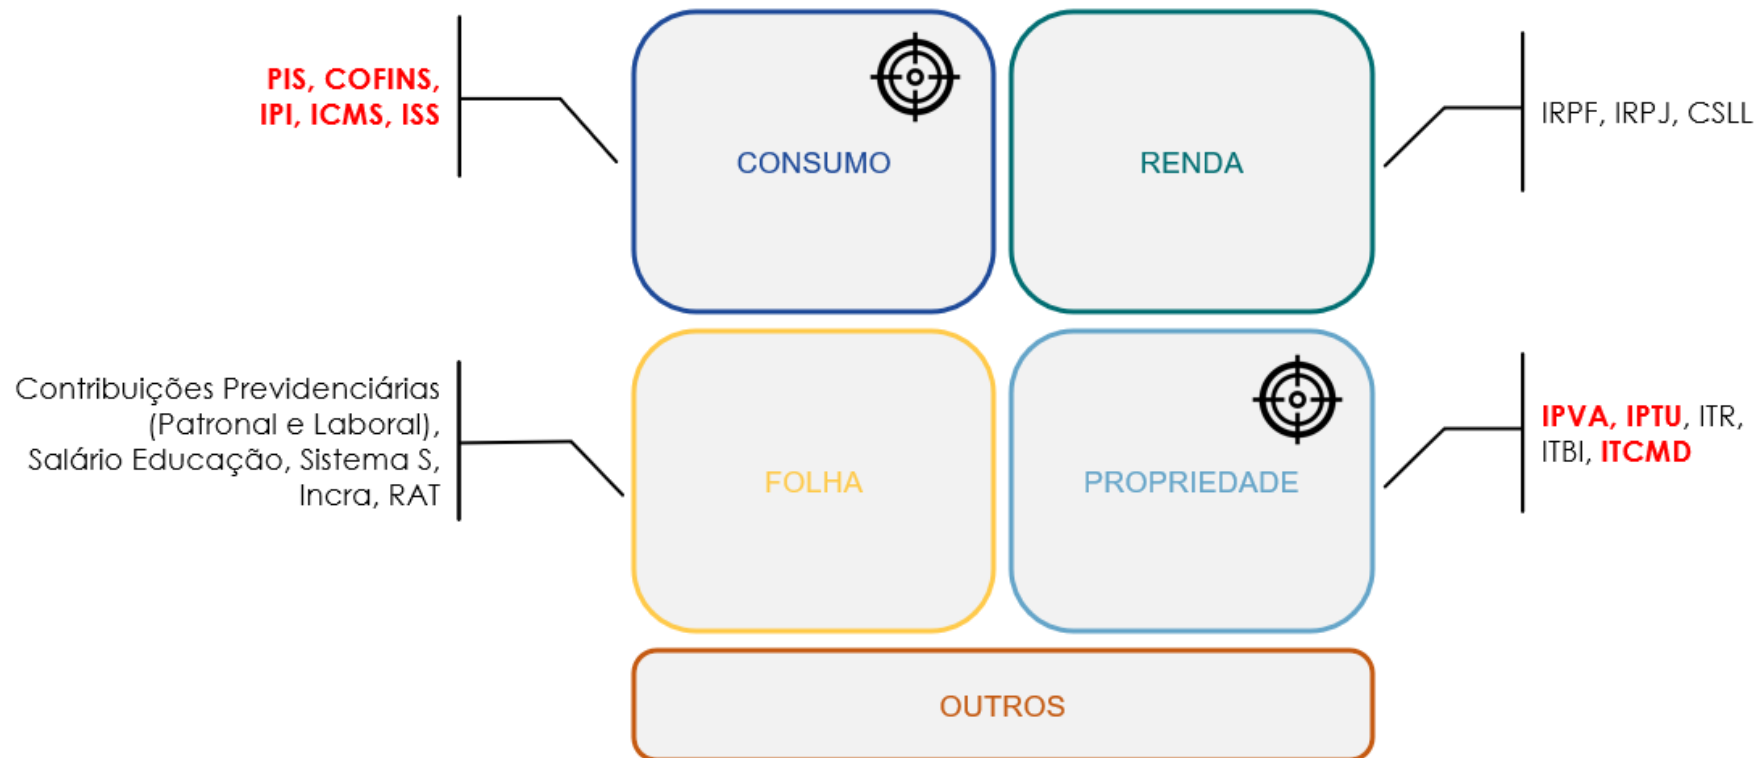 PIS, COFINS,
IPI, ICMS, ISS
CONSUMO
RENDA
IRPF, IRPJ, CSLL
Contribuições Previdenciárias
(Patronal e Laboral),
Salário Educação, Sistema S,
Incra, RAT
FOLHA
PROPRIEDADE
IPVA, IPTU, ITR,
ITBI, ITCMD
OUTROS